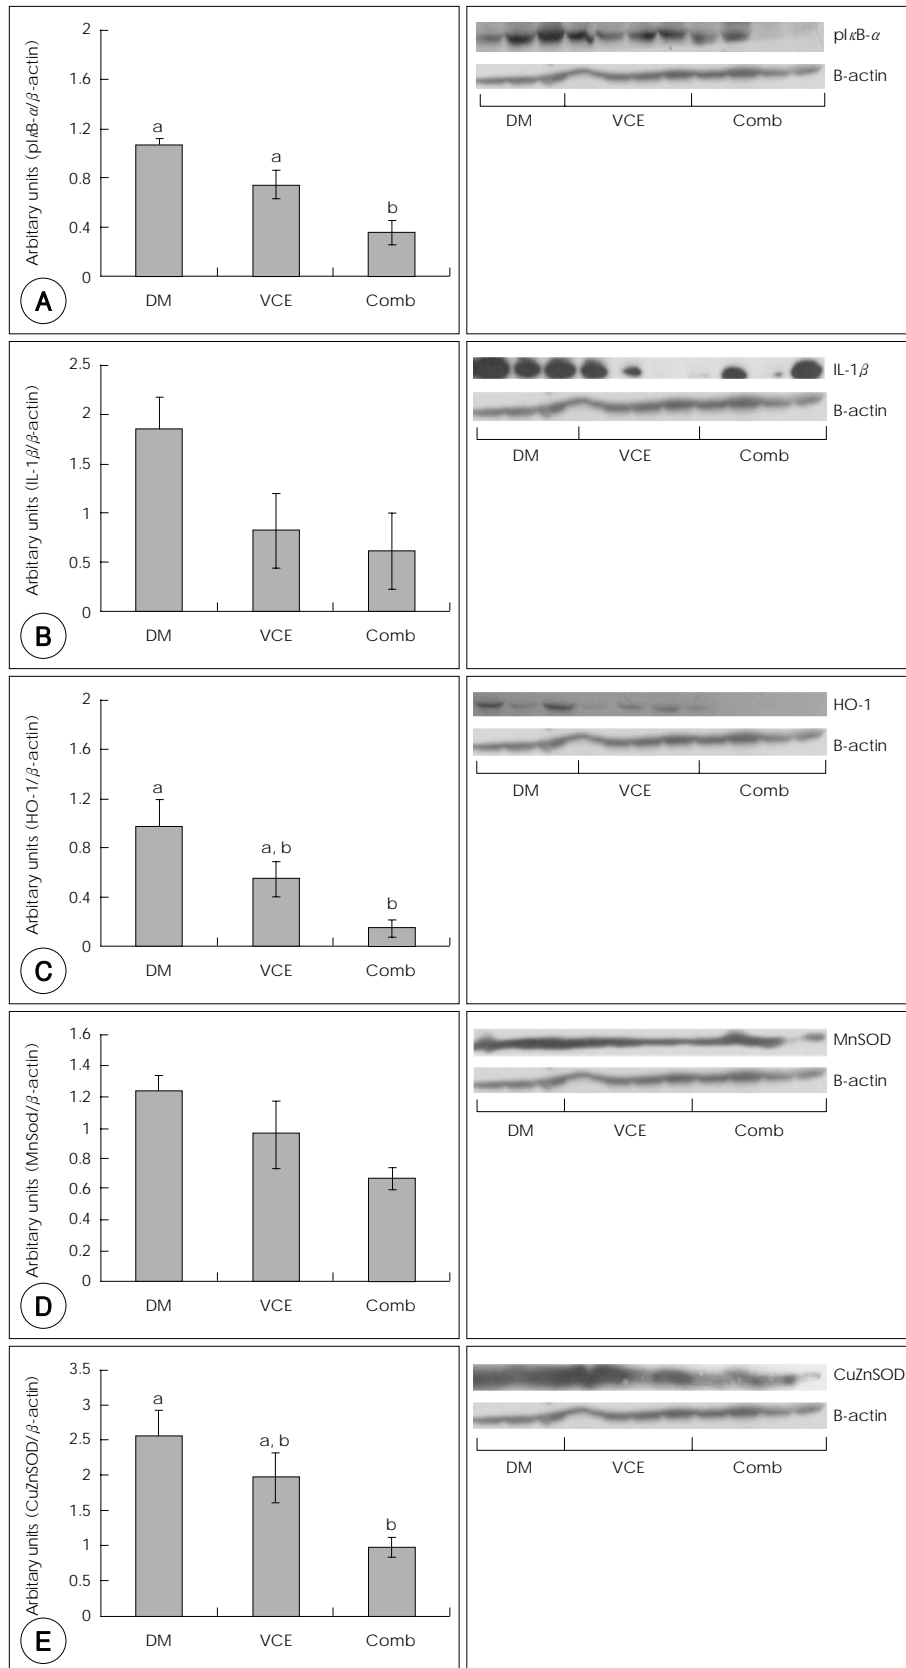 Arbitary units (pIκB-α/β-actin)
2
1.6
1.2
0.8
0.4
0
a
a
b
DM VCE Comb
A
pIκB-α
B-actin
DM VCE Comb
Arbitary units (IL-1β/β-actin)
2.5
2
1.5
1
0.5
0
DM VCE Comb
B
IL-1β
B-actin
DM VCE Comb
Arbitary units (HO-1/β-actin)
2
1.6
1.2
0.8
0.4
0
a
a, b
b
DM VCE Comb
C
HO-1
B-actin
DM VCE Comb
Arbitary units (MnSod/β-actin)
1.6
1.4
1.2
1
0.8
0.6
0.4
0.2
0
DM VCE Comb
D
MnSOD
B-actin
DM VCE Comb
Arbitary units (CuZnSOD/β-actin)
3.5
3
2.5
2
1.5
1
0.5
0
a
a, b
b
DM VCE Comb
E
CuZnSOD
B-actin
DM VCE Comb